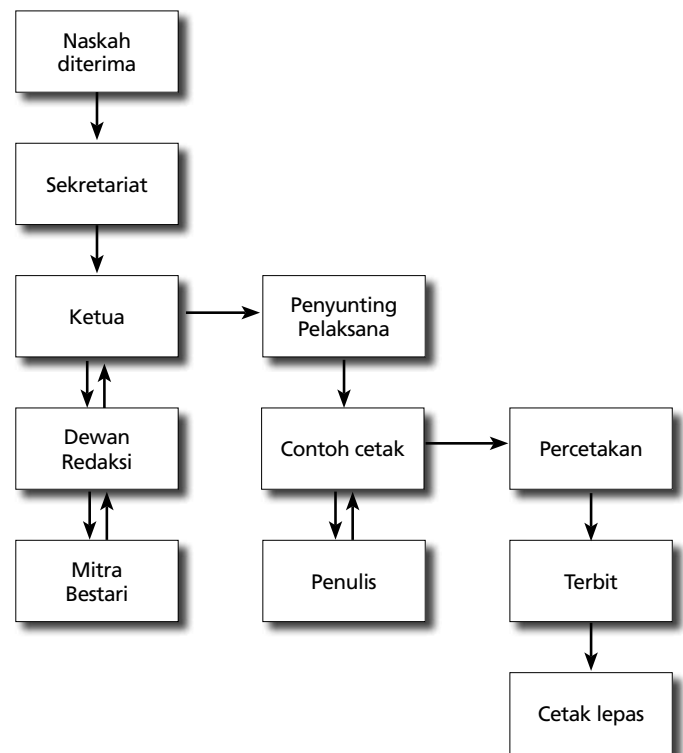 Naskah
diterima
Sekretariat
Ketua
Penyunting
Pelaksana
Dewan
Redaksi
Contoh cetak
Percetakan
Mitra
Bestari
Penulis
Terbit
Cetak lepas